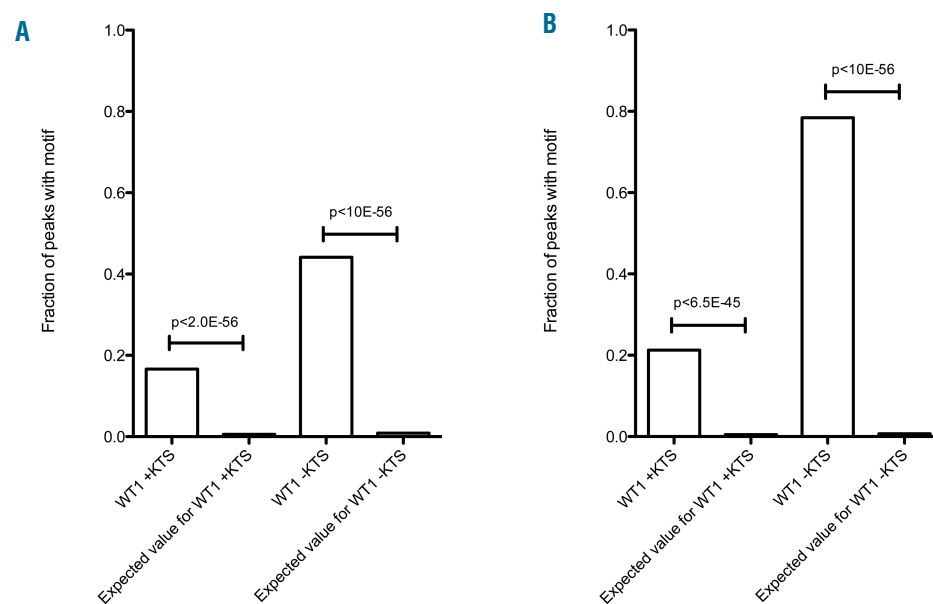 A
Fraction of peaks with motif
1.0
0.8
0.6
0.4
0.2
0.0
p<2.0E-56
p<10E-56
WT1 +KTS
Expected value for WT1 +KTS
WT1 -KTS
Expected value for WT1 -KTS
B
Fraction of peaks with motif
1.0
0.8
0.6
0.4
0.2
0.0
p<6.5E-45
p<10E-56
WT1 +KTS
Expected value for WT1 +KTS
WT1 -KTS
Expected value for WT1 -KTS